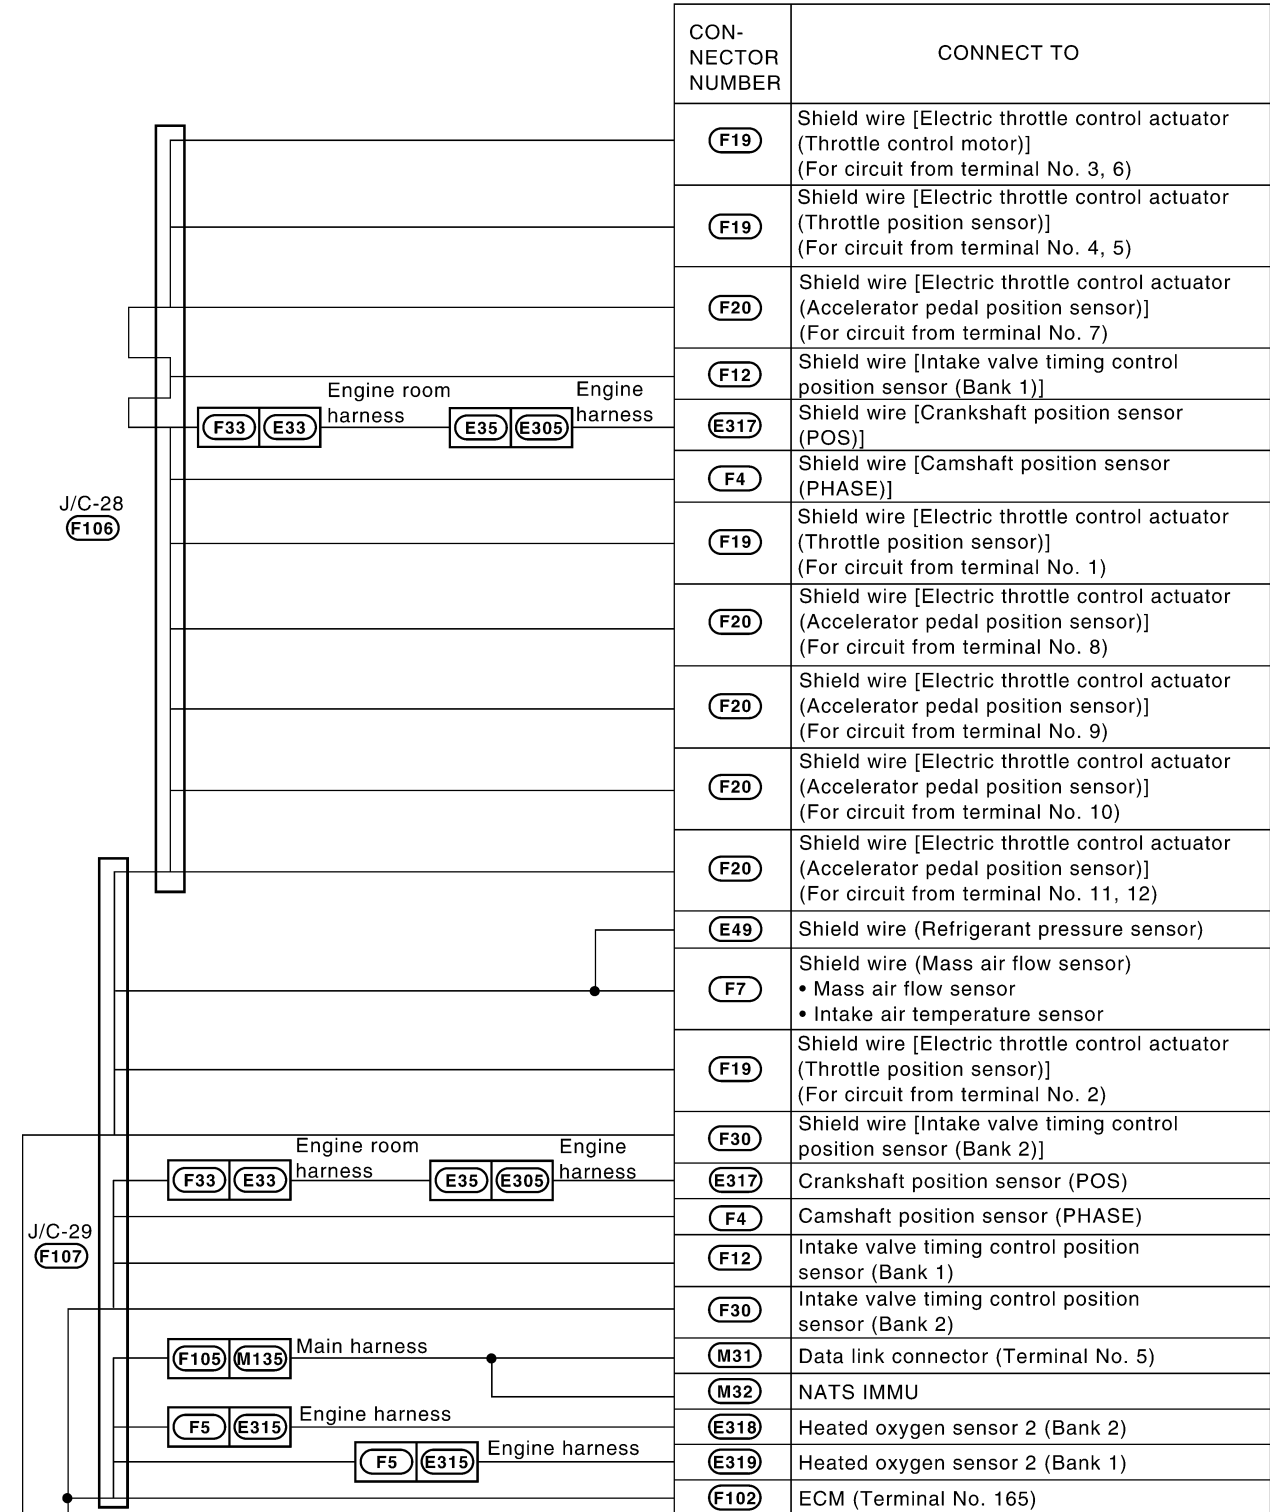 CON-
NECTOR
NUMBER
CONNECT TO
F19
Shield wire [Electric throttle control actuator
(Throttle control motor)]
(For circuit from terminal No. 3, 6)
F19
Shield wire [Electric throttle control actuator
(Throttle position sensor)]
(For circuit from terminal No. 4, 5)
F20
Shield wire [Electric throttle control actuator
(Accelerator pedal position sensor)]
(For circuit from terminal No. 7)
F12
Shield wire [Intake valve timing control
position sensor (Bank 1)]
F33 E33
Engine room
harness
E35 E305
Engine
harness
E317
Shield wire [Crankshaft position sensor
(POS)]
F4
Shield wire [Camshaft position sensor
(PHASE)]
J/C-28
F106
F19
Shield wire [Electric throttle control actuator
(Throttle position sensor)]
(For circuit from terminal No. 1)
F20
Shield wire [Electric throttle control actuator
(Accelerator pedal position sensor)]
(For circuit from terminal No. 8)
F20
Shield wire [Electric throttle control actuator
(Accelerator pedal position sensor)]
(For circuit from terminal No. 9)
F20
Shield wire [Electric throttle control actuator
(Accelerator pedal position sensor)]
(For circuit from terminal No. 10)
F20
Shield wire [Electric throttle control actuator
(Accelerator pedal position sensor)]
(For circuit from terminal No. 11, 12)
E49
Shield wire (Refrigerant pressure sensor)
F7
Shield wire (Mass air flow sensor)
• Mass air flow sensor
• Intake air temperature sensor
F19
Shield wire [Electric throttle control actuator
(Throttle position sensor)]
(For circuit from terminal No. 2)
F30
Shield wire [Intake valve timing control
position sensor (Bank 2)]
F33 E33
Engine room
harness
E35 E305
Engine
harness
E317
Crankshaft position sensor (POS)
F4
Camshaft position sensor (PHASE)
J/C-29
F107
F12
Intake valve timing control position
sensor (Bank 1)
F30
Intake valve timing control position
sensor (Bank 2)
F105 M135
Main harness
M31
Data link connector (Terminal No. 5)
M32
NATS IMMU
F5 E315
Engine harness
E318
Heated oxygen sensor 2 (Bank 2)
F5 E315
Engine harness
E319
Heated oxygen sensor 2 (Bank 1)
F102
ECM (Terminal No. 165)